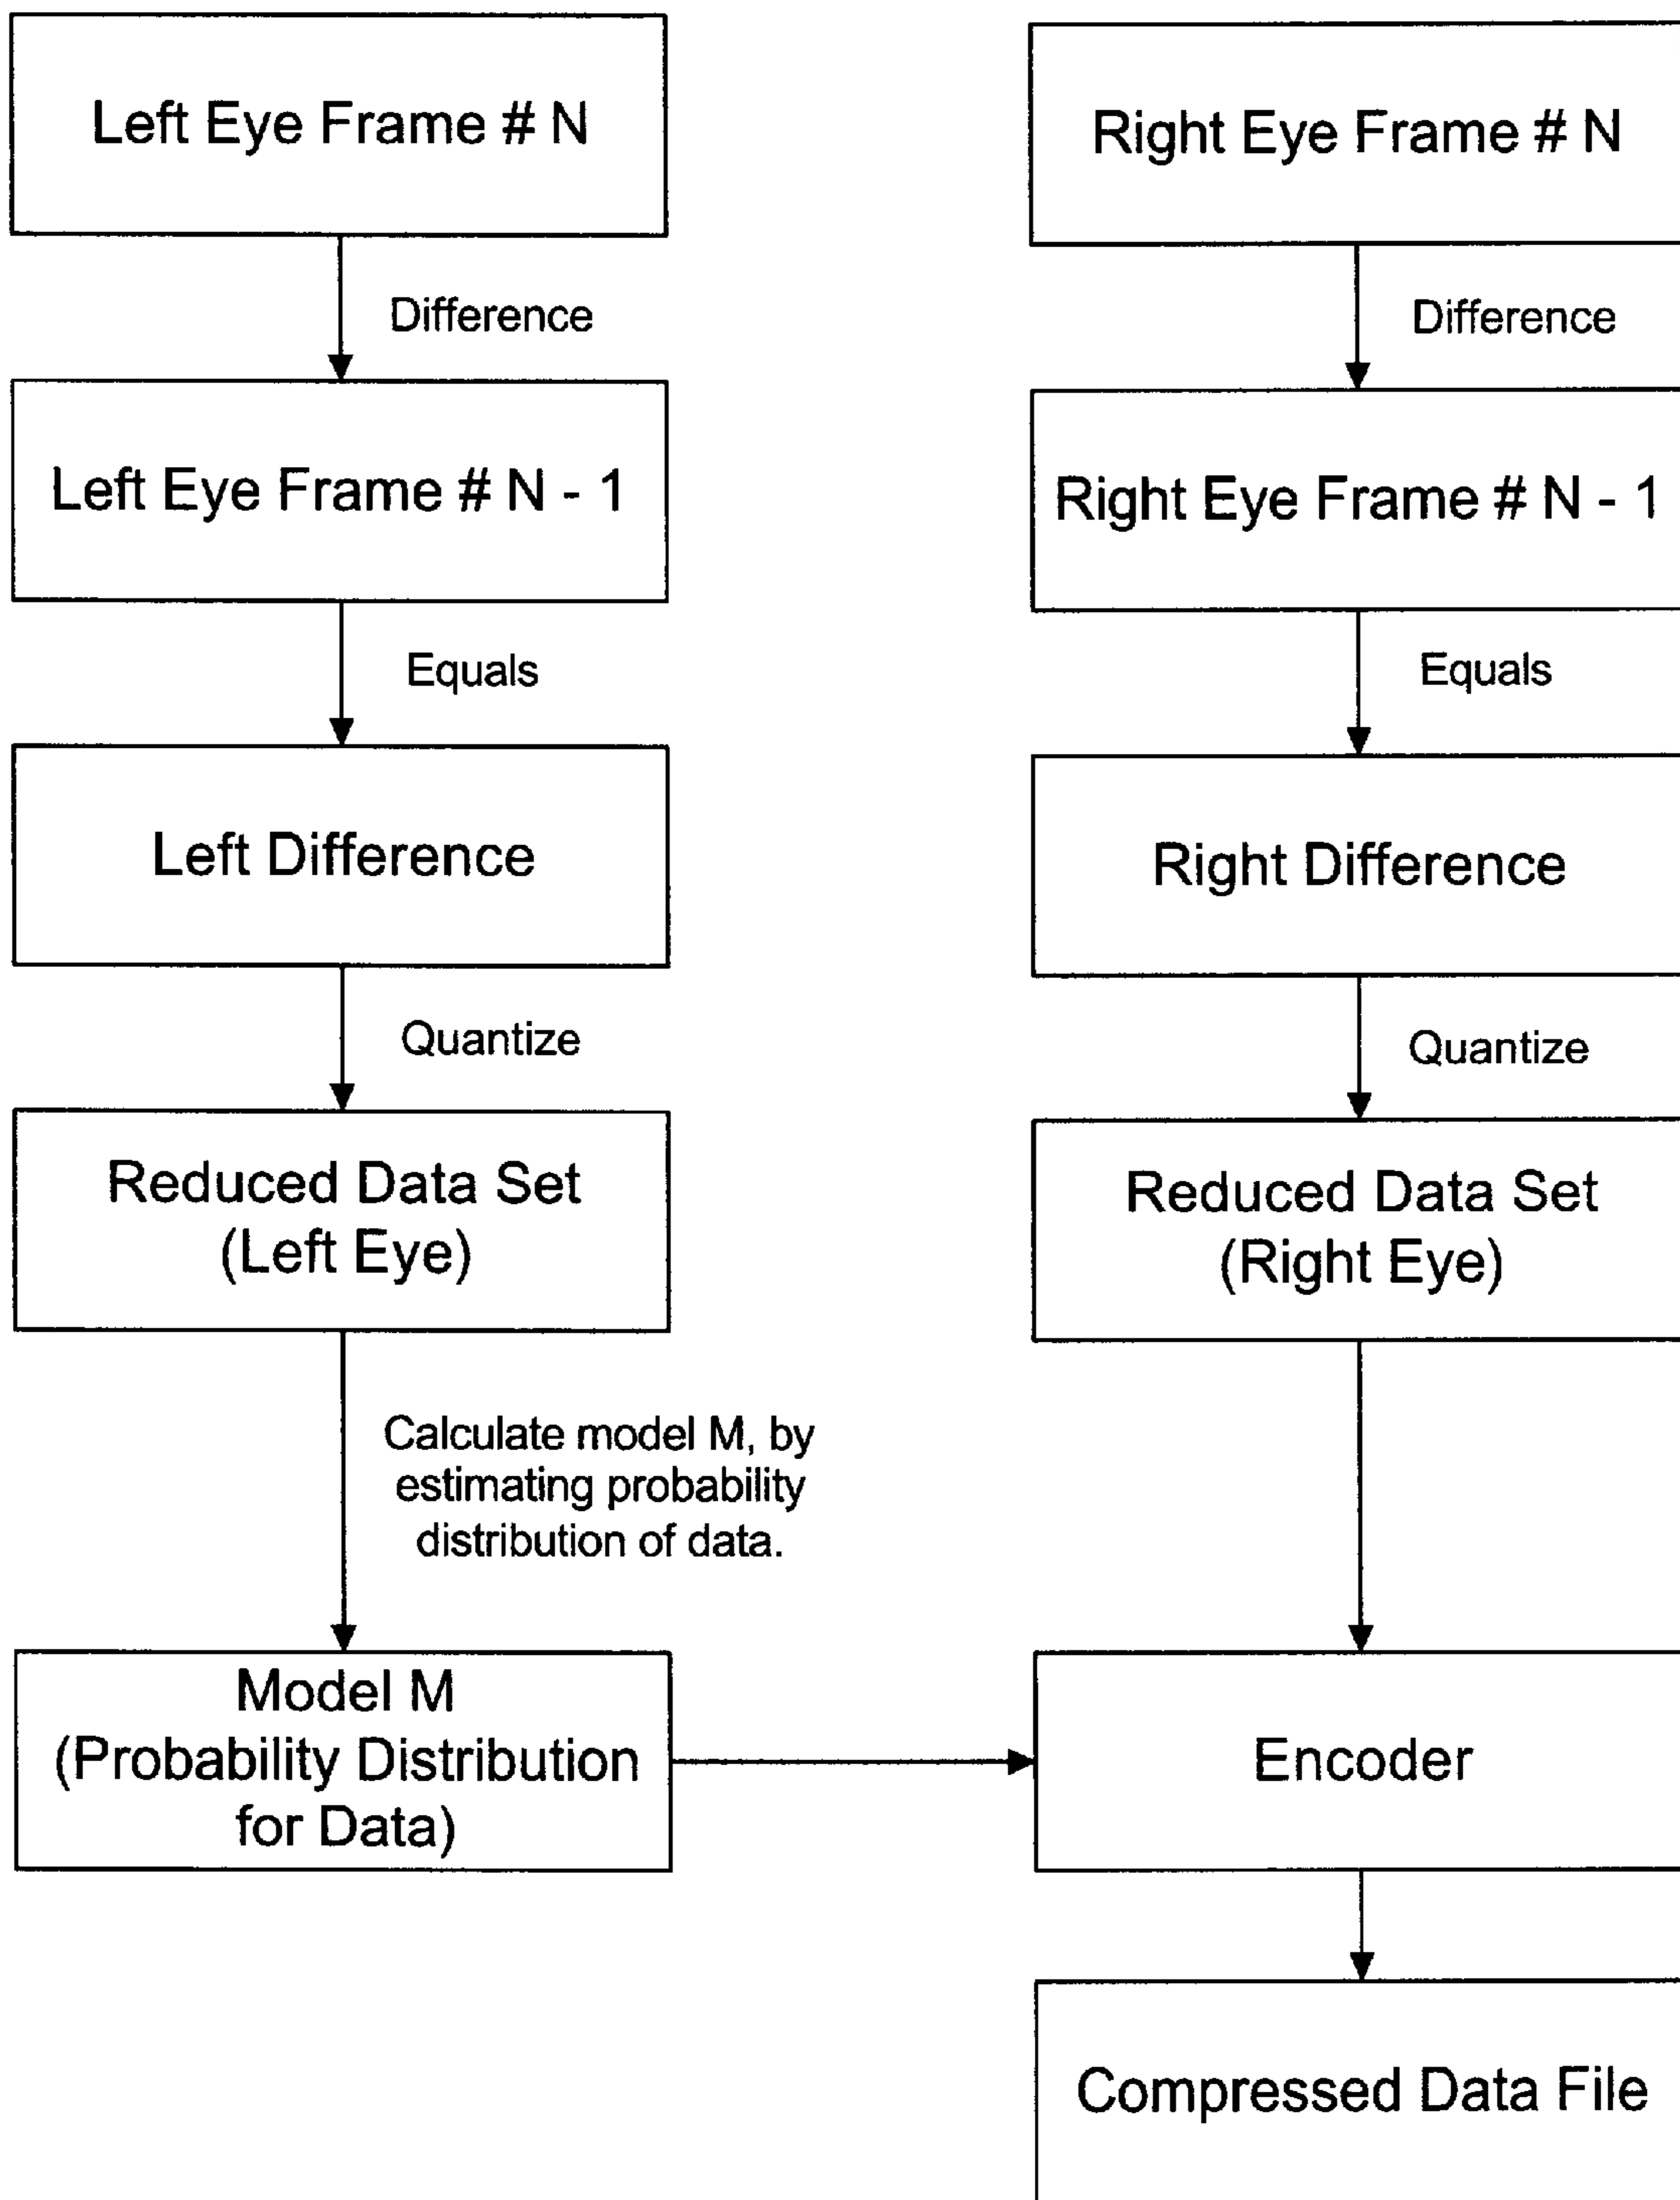 Left Eye Frame # N
Difference
Left Eye Frame # N - 1
Equals
Left Difference
Quantize
Reduced Data Set
(Left Eye)
Calculate model M, by
estimating probability
distribution of data.
Model M
(Probability Distribution
for Data)
Right Eye Frame # N
Difference
Right Eye Frame # N - 1
Equals
Right Difference
Quantize
Reduced Data Set
(Right Eye)
Encoder
Compressed Data File